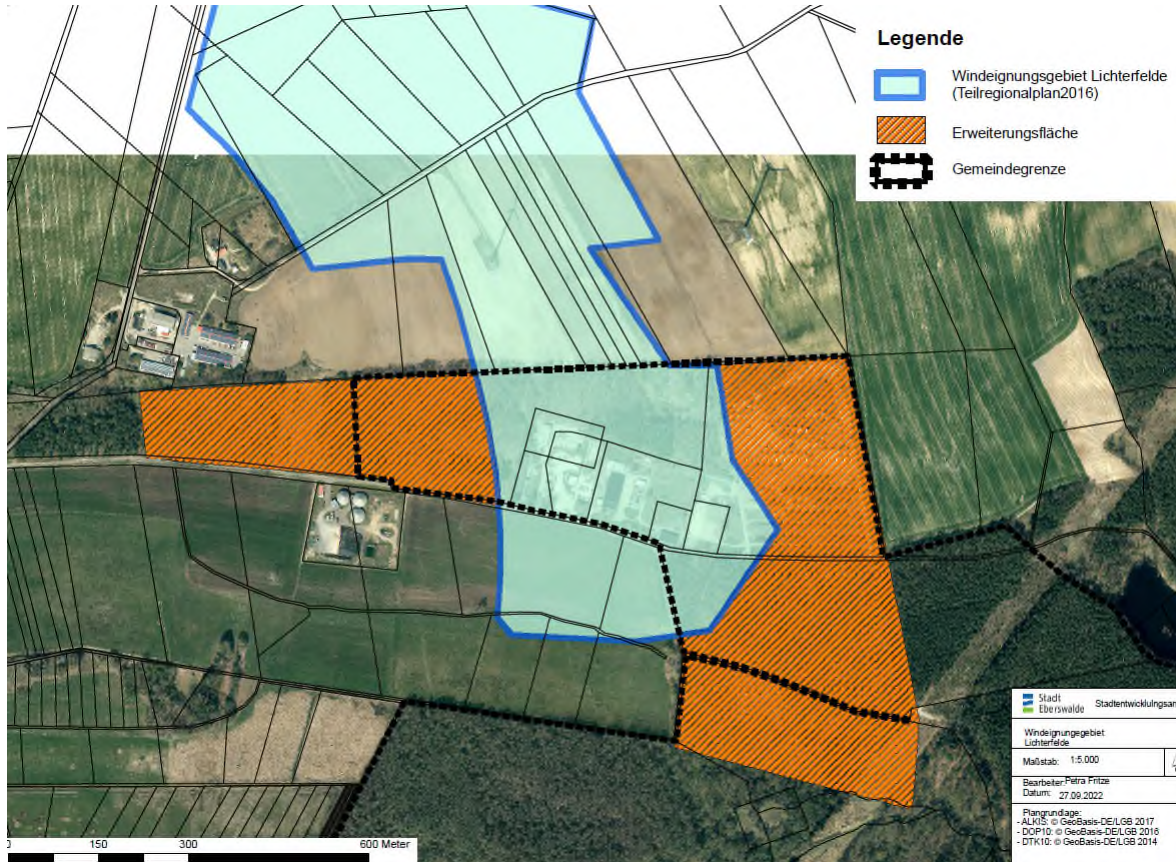 Legende
Windeignungsgebiet Lichterfelde
(Teilregionalplan2016)
Erweiterungsfläche
Gemeindegrenze
Stadt
Eberswalde
Stadtentwicklungsam
Windeignungegebiet
Lichterfelde
Maßstab: 1:5.000
Bearbeiter: Petra Fritze
Datum: 27.09.2022
Plangrundlage:
- ALKIS: © GeoBasis-DE/LGB 2017
- DOP10: © GeoBasis-DE/LGB 2016
- DTK10: © GeoBasis-DE/LGB 2014
0 150 300 600 Meter